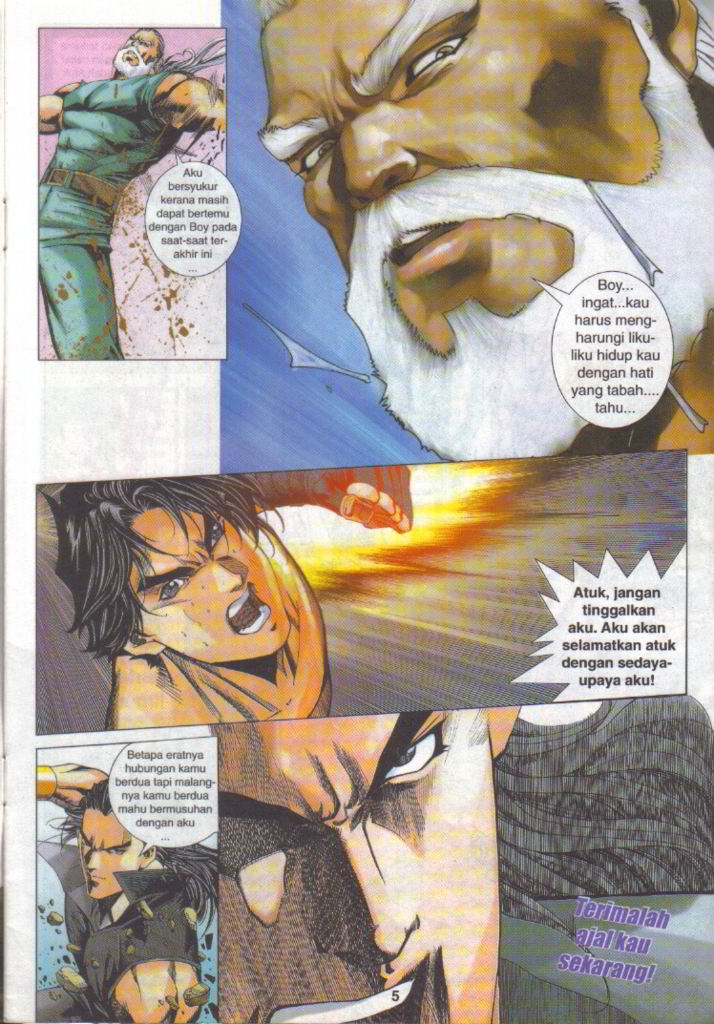 Aku
bersyukur
kerana masih
dapat bertemu
dengan Boy pada
saat-saat ter-
akhir ini
...
Boy...
ingat...kau
harus meng-
harungi liku-
liku hidup kau
dengan hati
yang tabah....
tahu...
Atuk, jangan
tinggalkan
aku. Aku akan
selamatkan atuk
dengan sedaya-
upaya aku!
Betapa eratnya
hubungan kamu
berdua tapi malang-
nya kamu berdua
mahu bermusuhan
dengan aku
...
Terimalah
ajal kau
sekarang!
5